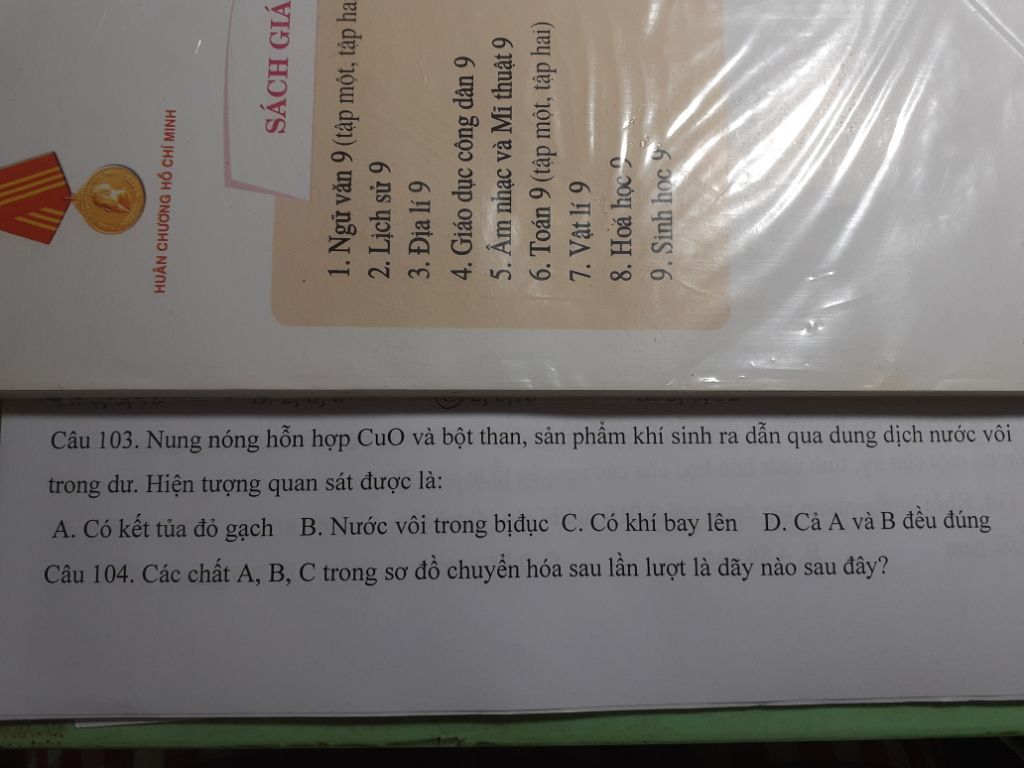 HUÂN CHƯƠNG HỒ CHÍ MINH
SÁCH GIÁ
1. Ngữ văn 9 (tập một, tập ha
2. Lịch sử 9
3. Địa lí 9
4. Giáo dục công dân 9
5. Âm nhạc và Mĩ thuật 9
6. Toán 9 (tập một, tập hai)
7. Vật lí 9
8. Hoá học 9
9. Sinh học 9
Câu 103. Nung nóng hỗn hợp CuO và bột than, sản phẩm khí sinh ra dẫn qua dung dịch nước vôi
trong dư. Hiện tượng quan sát được là:
A. Có kết tủa đỏ gạch B. Nước vôi trong bịđục C. Có khí bay lên D. Cả A và B đều đúng
Câu 104. Các chất A, B, C trong sơ đồ chuyển hóa sau lần lượt là dãy nào sau đây?